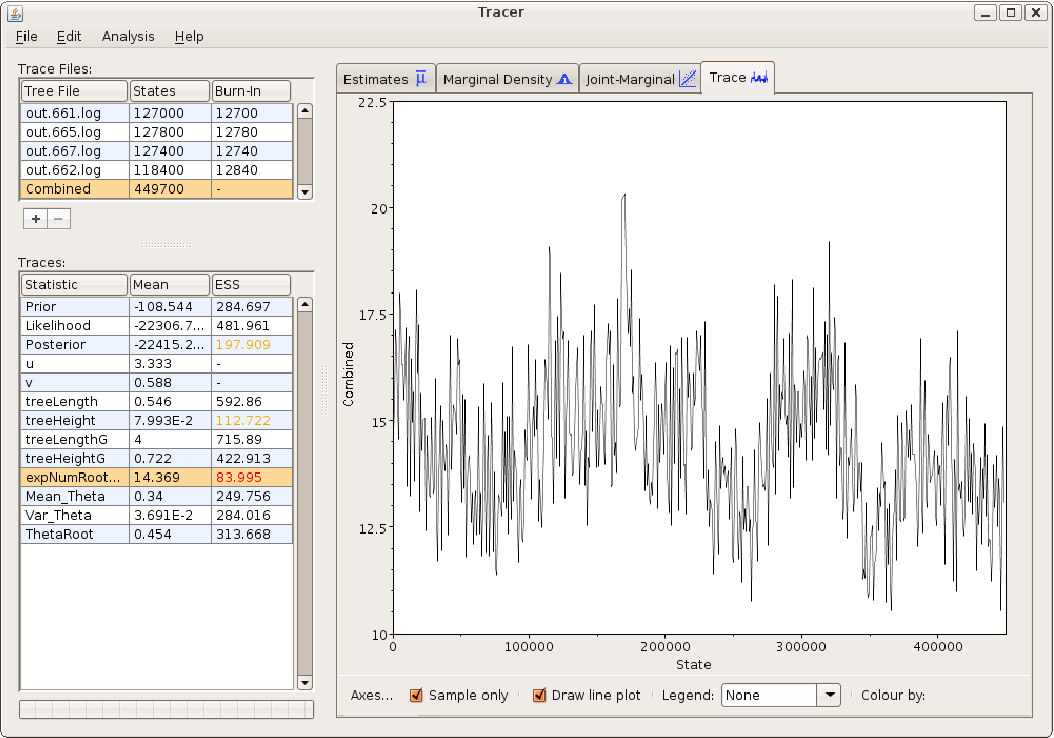 Tracer
File Edit Analysis Help
Trace Files:
Tree File States Burn-In
out.661.log 127000 12700
out.665.log 127800 12780
out.667.log 127400 12740
out.662.log 118400 12840
Combined 449700 -
+ −
Traces:
Statistic Mean ESS
Prior -108.544 284.697
Likelihood -22306.7... 481.961
Posterior -22415.2... 197.909
u 3.333 -
v 0.588 -
treeLength 0.546 592.86
treeHeight 7.993E-2 112.722
treeLengthG 4 715.89
treeHeightG 0.722 422.913
expNumRoot... 14.369 83.995
Mean_Theta 0.34 249.756
Var_Theta 3.691E-2 284.016
ThetaRoot 0.454 313.668
Estimates μ Marginal Density Joint-Marginal Trace
22.5
20
17.5
15
12.5
10
Combined
0 100000 200000 300000 400000
State
Axes... Sample only Draw line plot Legend: None Colour by: